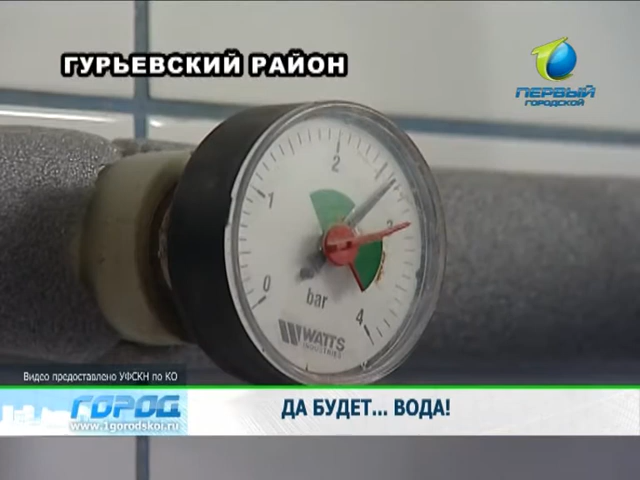 ГУРЬЕВСКИЙ РАЙОН
ПЕРВЫЙ
ГОРОДСКОЙ
2
1
3
0
bar
4
WATTS
INDUSTRIES
Видео предоставлено УФСКН по КО
ГОРОД
www.1gorodskoi.ru
ДА БУДЕТ... ВОДА!